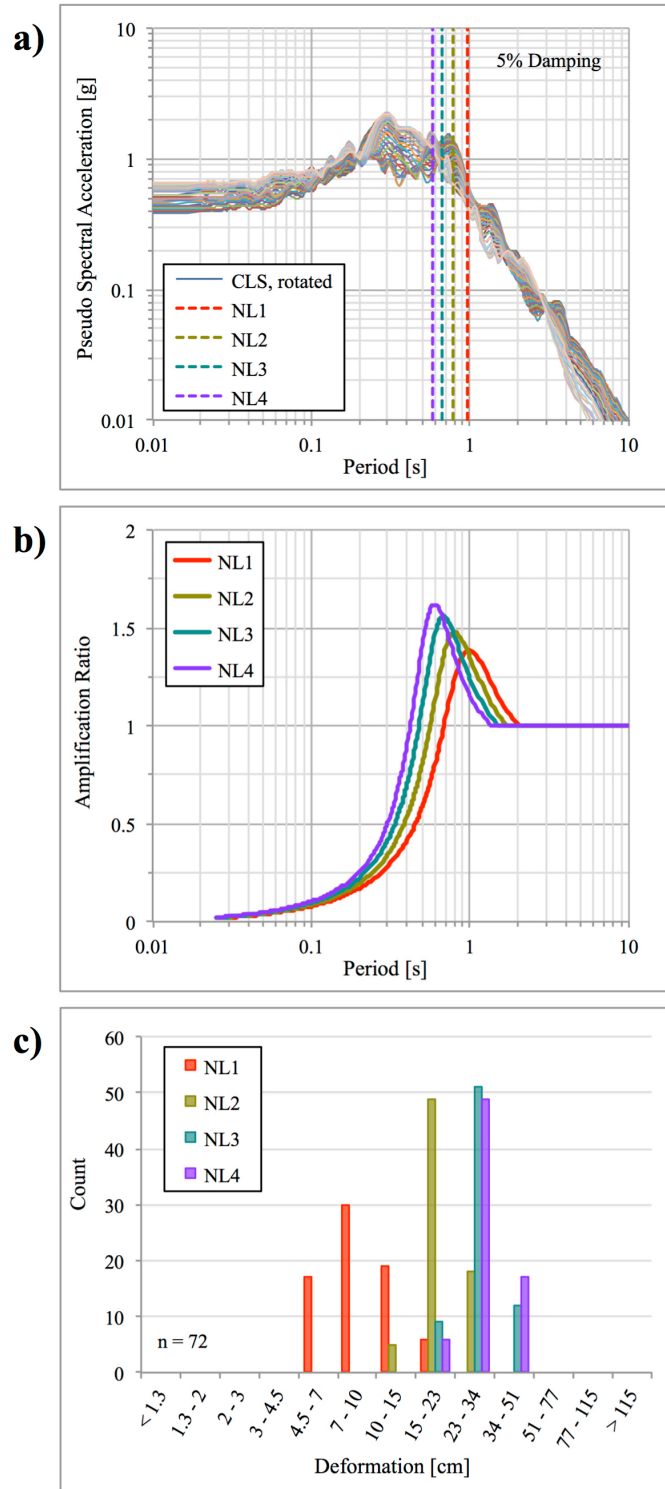 a)
10
1
0.1
0.01
Pseudo Spectral Acceleration [g]
5% Damping
CLS, rotated
NL1
NL2
NL3
NL4
0.01
0.1
1
10
Period [s]
b)
2
1.5
1
0.5
0
Amplification Ratio
NL1
NL2
NL3
NL4
0.01
0.1
1
10
Period [s]
c)
60
50
40
30
20
10
0
Count
NL1
NL2
NL3
NL4
n = 72
< 1.3
1.3 - 2
2 - 3
3 - 4.5
4.5 - 7
7 - 10
10 - 15
15 - 23
23 - 34
34 - 51
51 - 77
77 - 115
> 115
Deformation [cm]